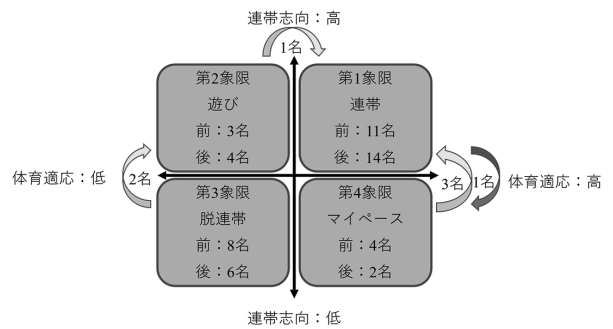 連帯志向：高
1名
第2象限
遊び
前：3名
後：4名
第1象限
連帯
前：11名
後：14名
体育適応：低
2名
3名
1名
体育適応：高
第3象限
脱連帯
前：8名
後：6名
第4象限
マイペース
前：4名
後：2名
連帯志向：低